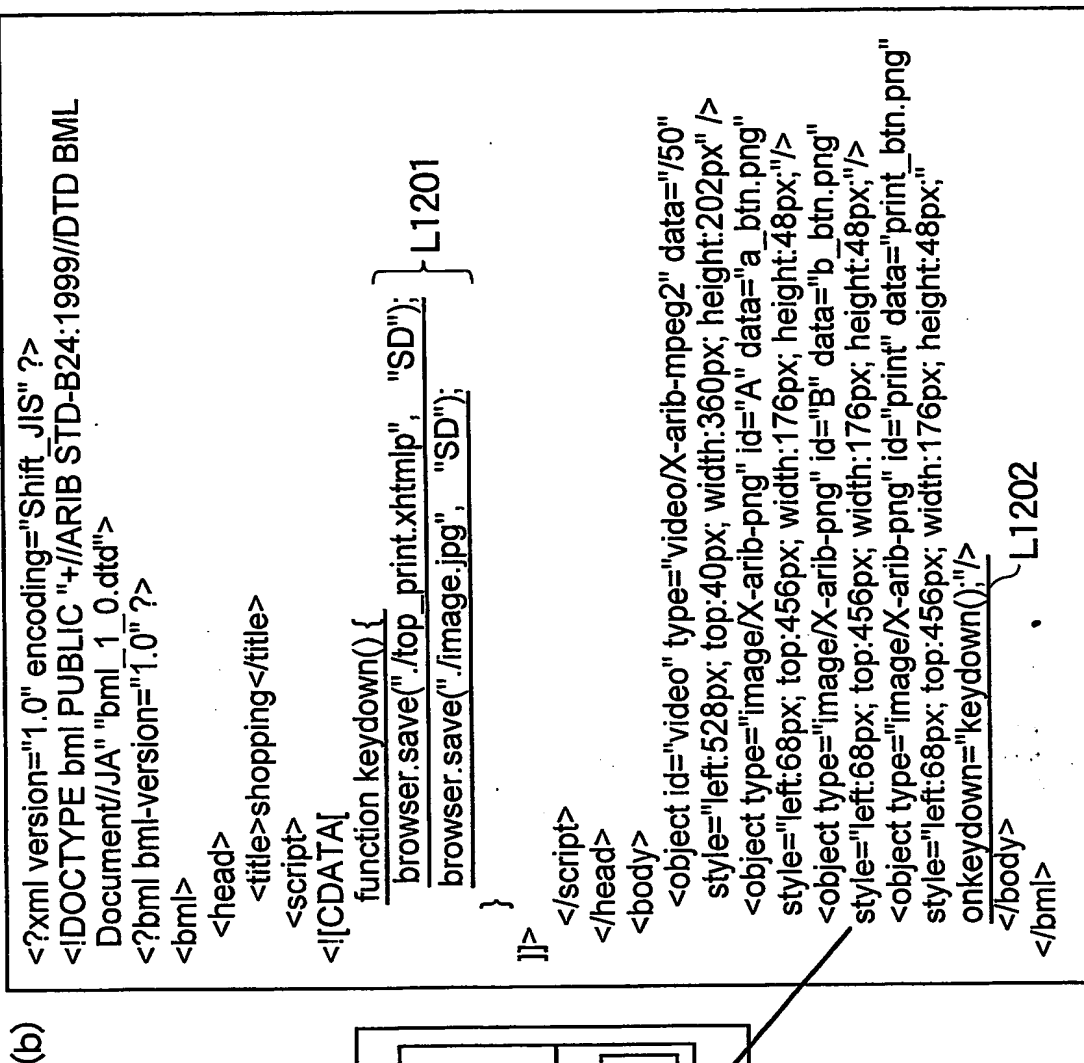 (b)
<?xml version="1.0" encoding="Shift_JIS" ?>
<!DOCTYPE bml PUBLIC "+//ARIB STD-B24:1999//DTD BML
Document//JA" "bml_1_0.dtd">
<?bml bml-version="1.0" ?>
<bml>
<head>
<title>shopping</title>
<script>
<![CDATA[
function keydown() {
browser.save("./top_print.xhtmlp", "SD");
browser.save("./image.jpg", "SD");
L1201
}
]]>
</script>
</head>
<body>
<object id="video" type="video/X-arib-mpeg2" data="/50"
style="left:528px; top:40px; width:360px; height:202px" />
<object type="image/X-arib-png" id="A" data="a_btn.png"
style="left:68px; top:456px; width:176px; height:48px;"/>
<object type="image/X-arib-png" id="B" data="b_btn.png"
style="left:68px; top:456px; width:176px; height:48px;"/>
<object type="image/X-arib-png" id="print" data="print_btn.png"
style="left:68px; top:456px; width:176px; height:48px;"
onkeydown="keydown();"/>
L1202
</body>
</bml>